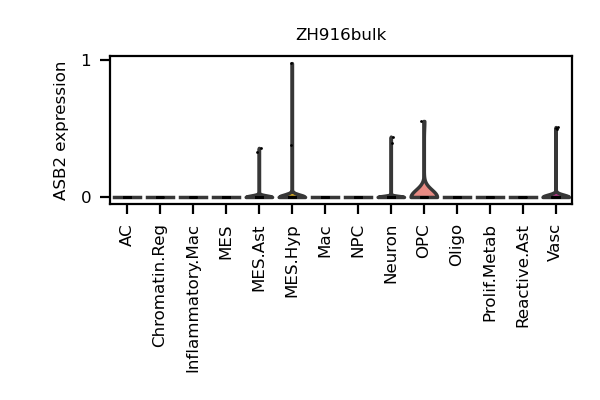 ZH916bulk
ASB2 expression
1
0
AC
Chromatin.Reg
Inflammatory.Mac
MES
MES.Ast
MES.Hyp
Mac
NPC
Neuron
OPC
Oligo
Prolif.Metab
Reactive.Ast
Vasc